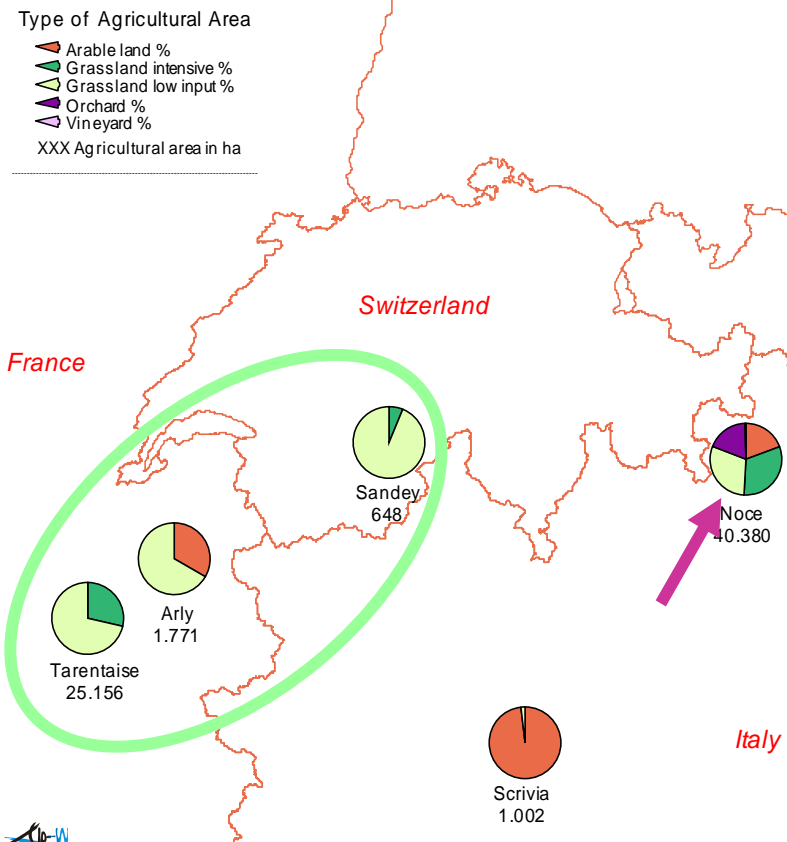 Type of Agricultural Area
Arable land %
Grassland intensive %
Grassland low input %
Orchard %
Vineyard %
XXX Agricultural area in ha
Switzerland
France
Sandey
648
Noce
40.380
Arly
1.771
Tarentaise
25.156
Italy
Scrivia
1.002